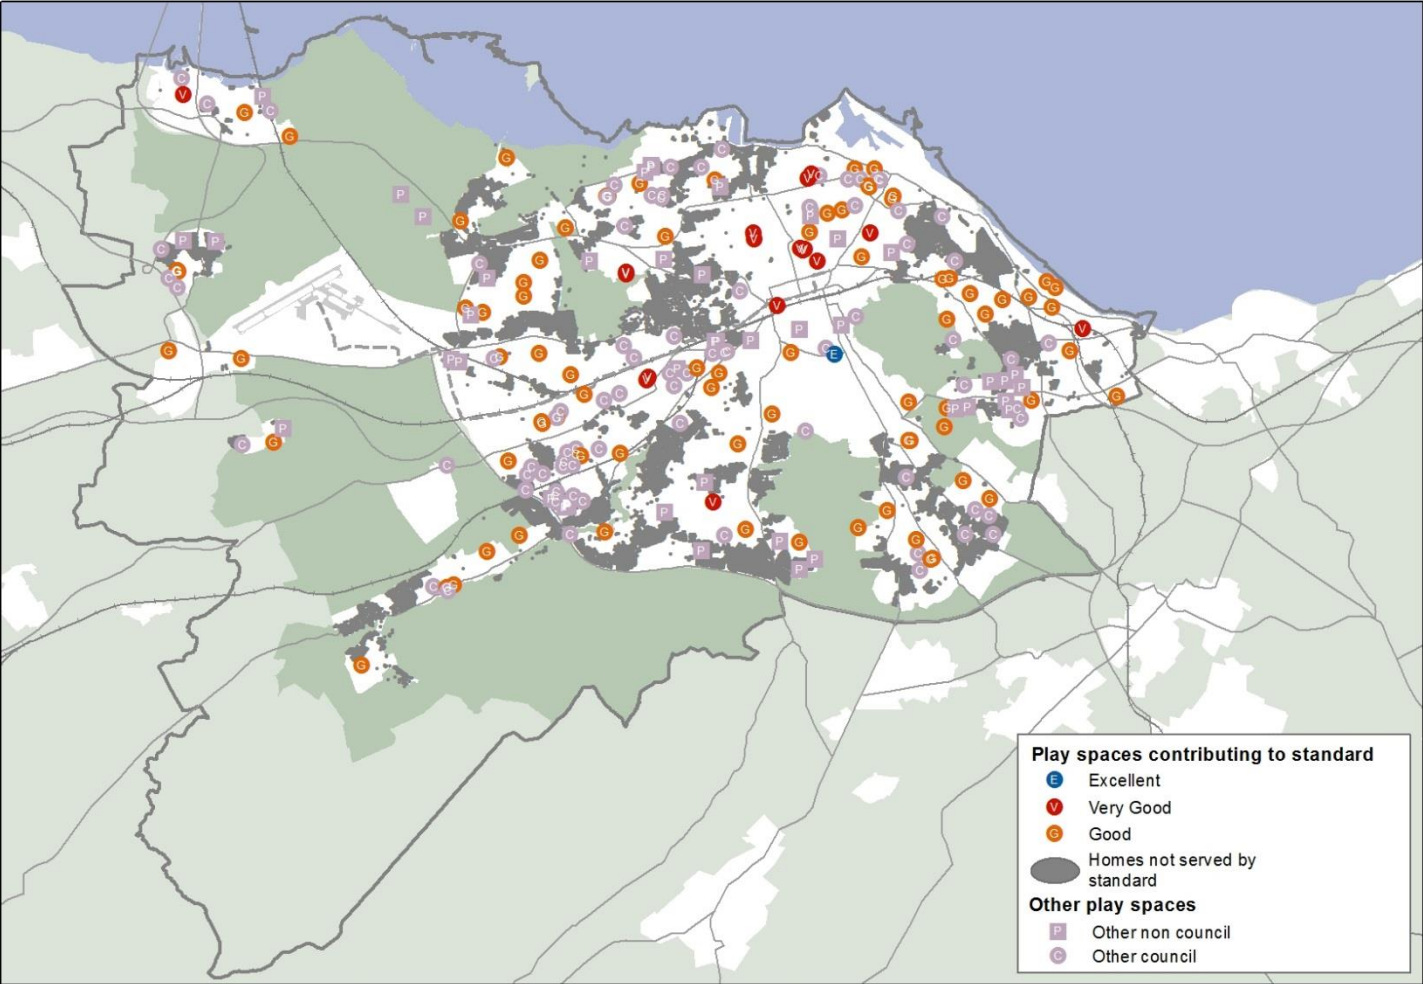 Play spaces contributing to standard
E Excellent
V Very Good
G Good
Homes not served by
standard
Other play spaces
P Other non council
C Other council